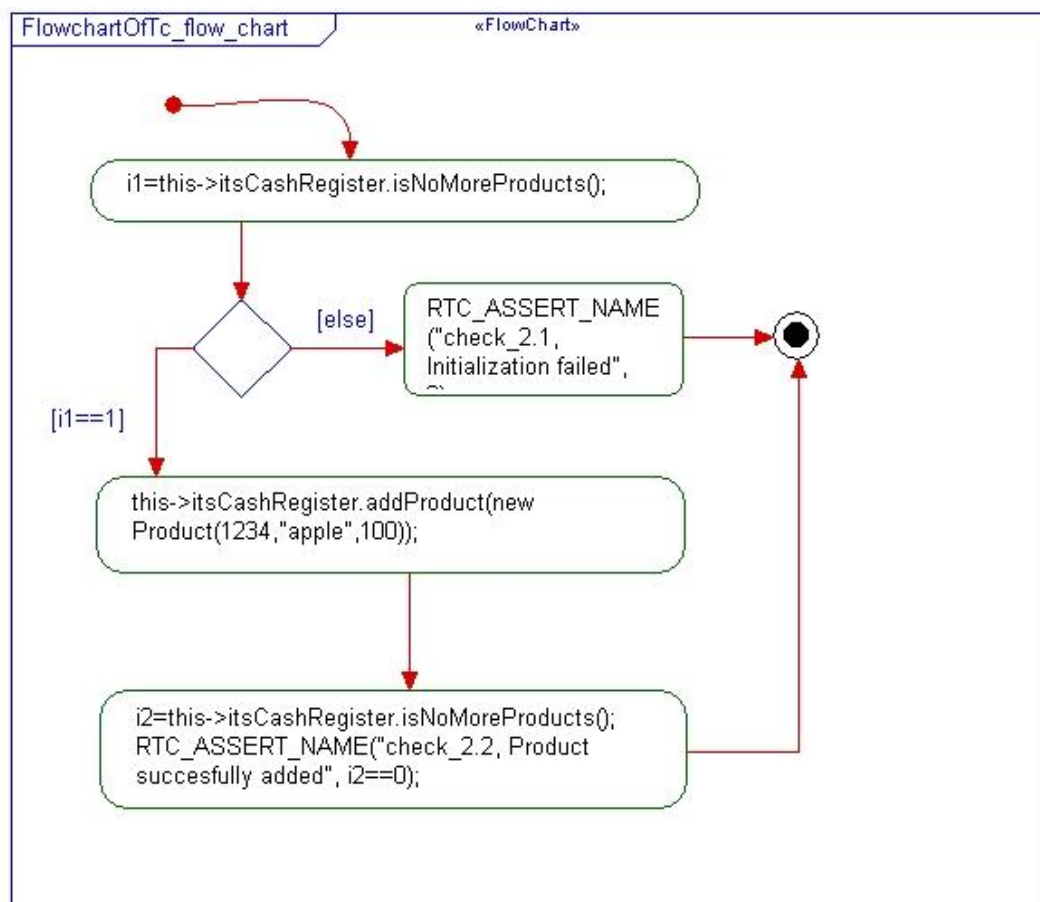 FlowchartOfTc_flow_chart
«FlowChart»
i1=this->itsCashRegister.isNoMoreProducts();
[else]
RTC_ASSERT_NAME
("check_2.1,
Initialization failed",
[i1==1]
this->itsCashRegister.addProduct(new
Product(1234,"apple",100));
i2=this->itsCashRegister.isNoMoreProducts();
RTC_ASSERT_NAME("check_2.2, Product
succesfully added", i2==0);